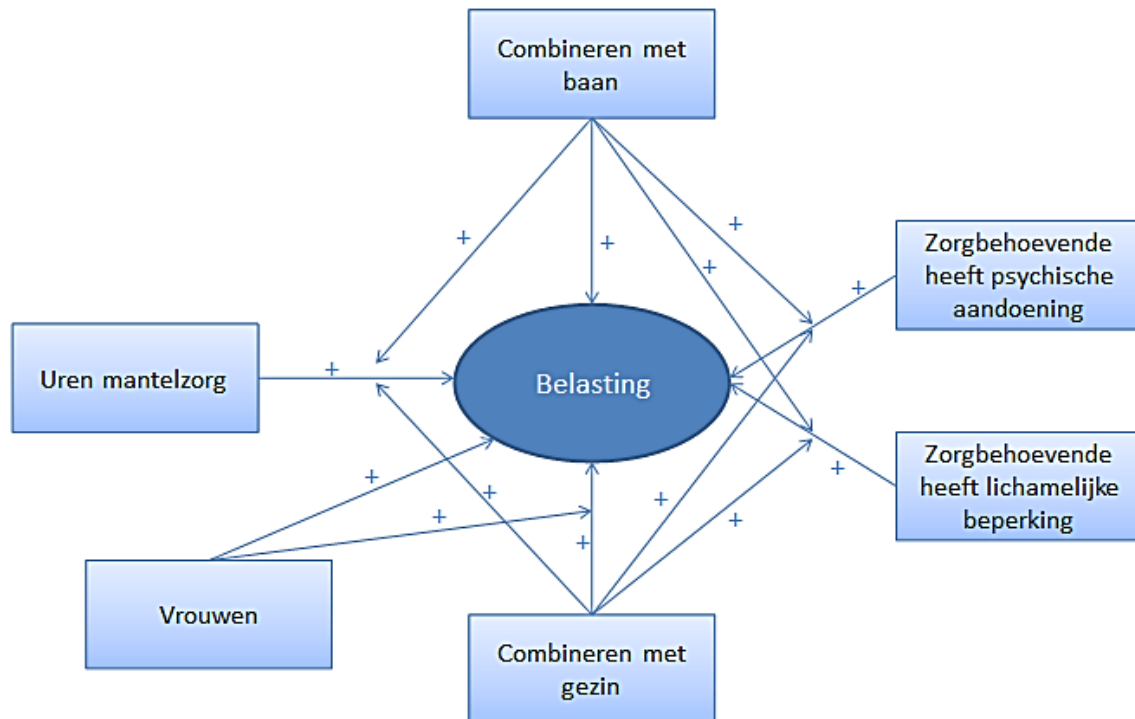 Combineren met
baan
+
+
+
+
Zorgbehoevende
heeft psychische
aandoening
+
Uren mantelzorg
+
Belasting
Zorgbehoevende
heeft lichamelijke
beperking
+
+
+
+
+
+
+
Vrouwen
Combineren met
gezin